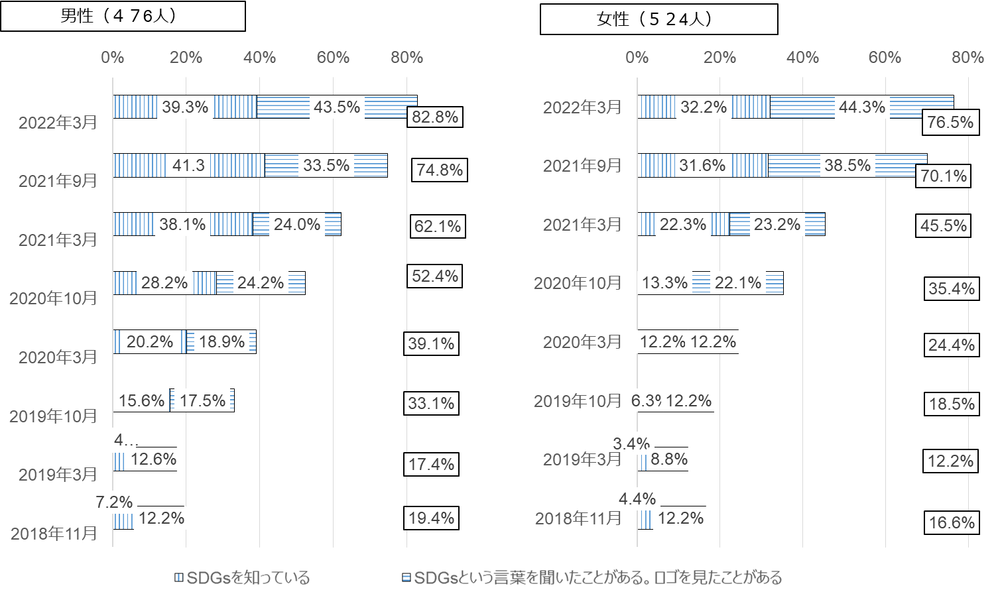 男性（４７6人）
0% 20% 40% 60% 80%
2022年3月 39.3% 43.5% 82.8%
2021年9月 41.3 33.5% 74.8%
2021年3月 38.1% 24.0% 62.1%
2020年10月 28.2% 24.2% 52.4%
2020年3月 20.2% 18.9% 39.1%
2019年10月 15.6% 17.5% 33.1%
2019年3月 4… 12.6% 17.4%
2018年11月 7.2% 12.2% 19.4%
女性（５２4人）
0% 20% 40% 60% 80%
2022年3月 32.2% 44.3% 76.5%
2021年9月 31.6% 38.5% 70.1%
2021年3月 22.3% 23.2% 45.5%
2020年10月 13.3% 22.1% 35.4%
2020年3月 12.2% 12.2% 24.4%
2019年10月 6.3% 12.2% 18.5%
2019年3月 3.4% 8.8% 12.2%
2018年11月 4.4% 12.2% 16.6%
SDGsを知っている
SDGsという言葉を聞いたことがある。ロゴを見たことがある